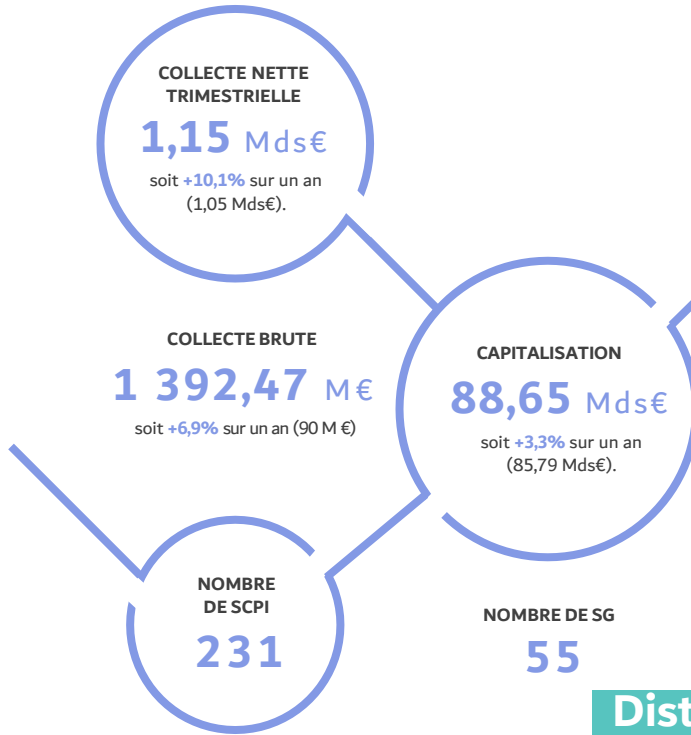 COLLECTE NETTE
TRIMESTRIELLE
1,15 Mds€
soit +10,1% sur un an
(1,05 Mds€).
COLLECTE BRUTE
1 392,47 M€
soit +6,9% sur un an (90 M €)
CAPITALISATION
88,65 Mds€
soit +3,3% sur un an
(85,79 Mds€).
NOMBRE
DE SCPI
231
NOMBRE DE SG
55
Dist